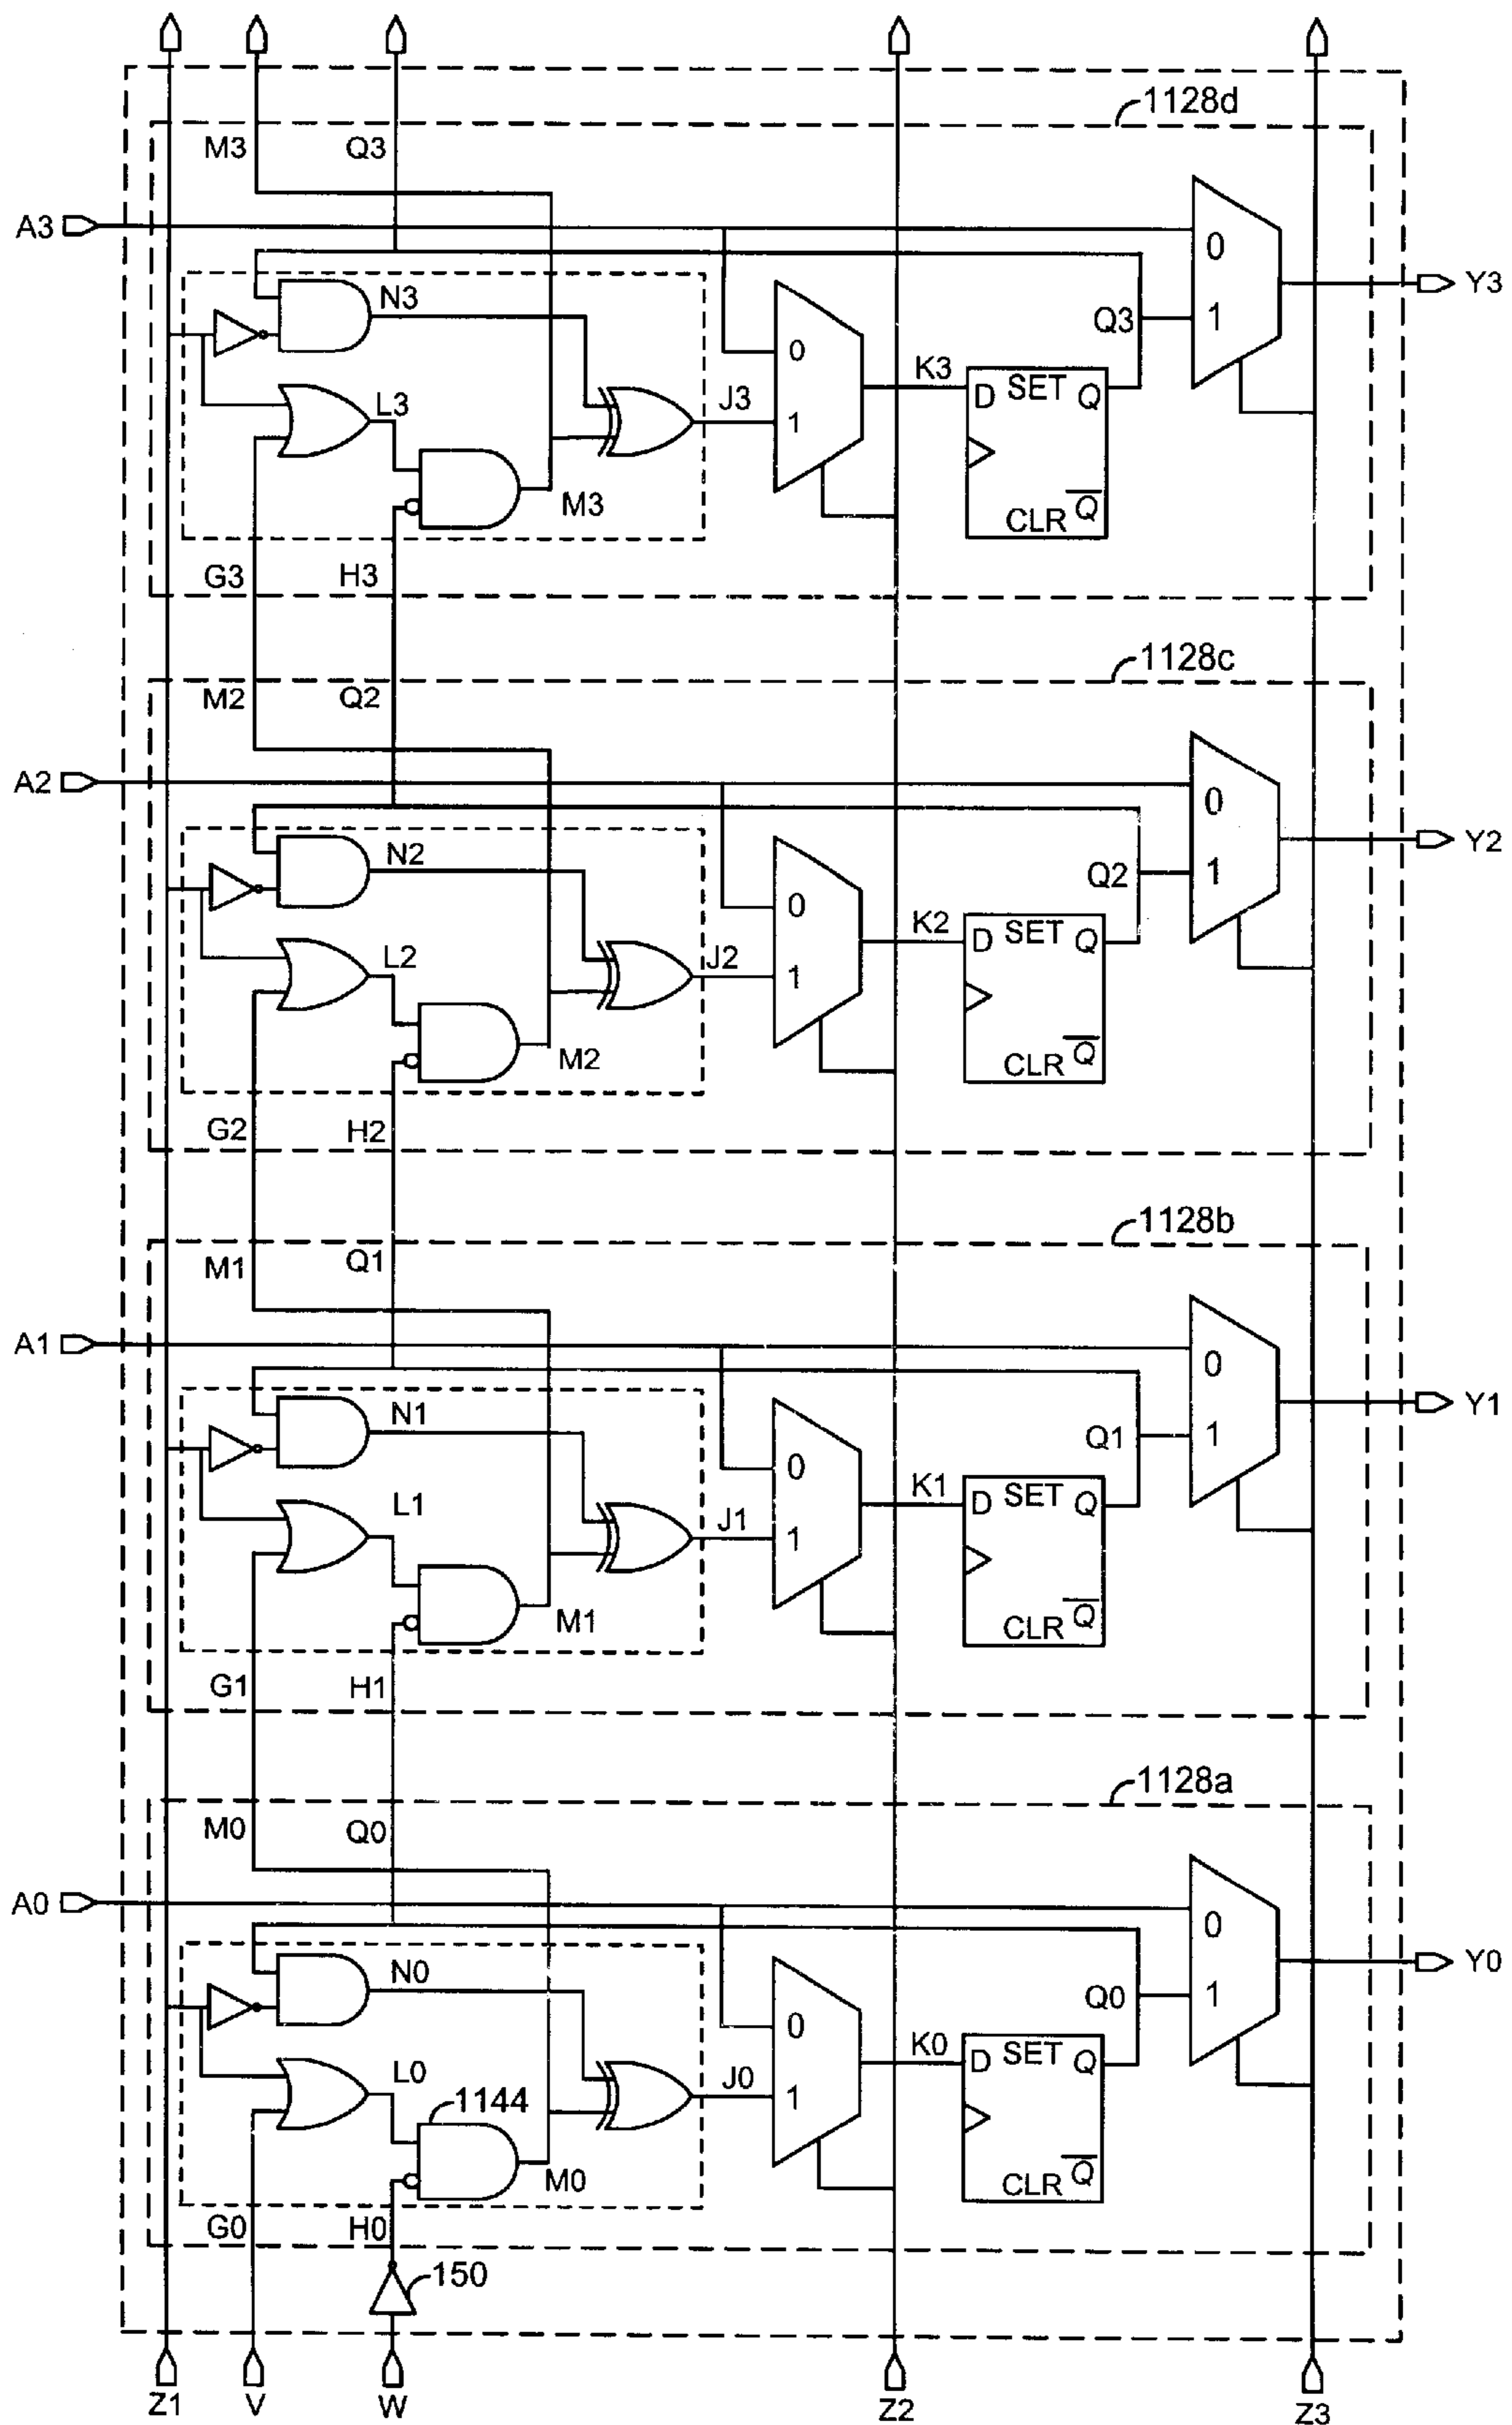 1128d
M3 Q3
A3
0
N3
Y3
Q3 1
0
K3
D SET Q
L3
J3
1
M3
Q
CLR
G3 H3
1128c
M2 Q2
A2
0
N2
Y2
Q2 1
0
K2
D SET Q
L2
J2
1
M2
Q
CLR
G2 H2
1128b
M1 Q1
A1
0
N1
Y1
Q1 1
0
K1
D SET Q
L1
J1
1
M1
Q
CLR
G1 H1
1128a
M0 Q0
A0
0
N0
Y0
Q0 1
0
K0
D SET Q
L0
1144
J0
1
M0
Q
CLR
G0 H0
150
Z1 V W Z2 Z3